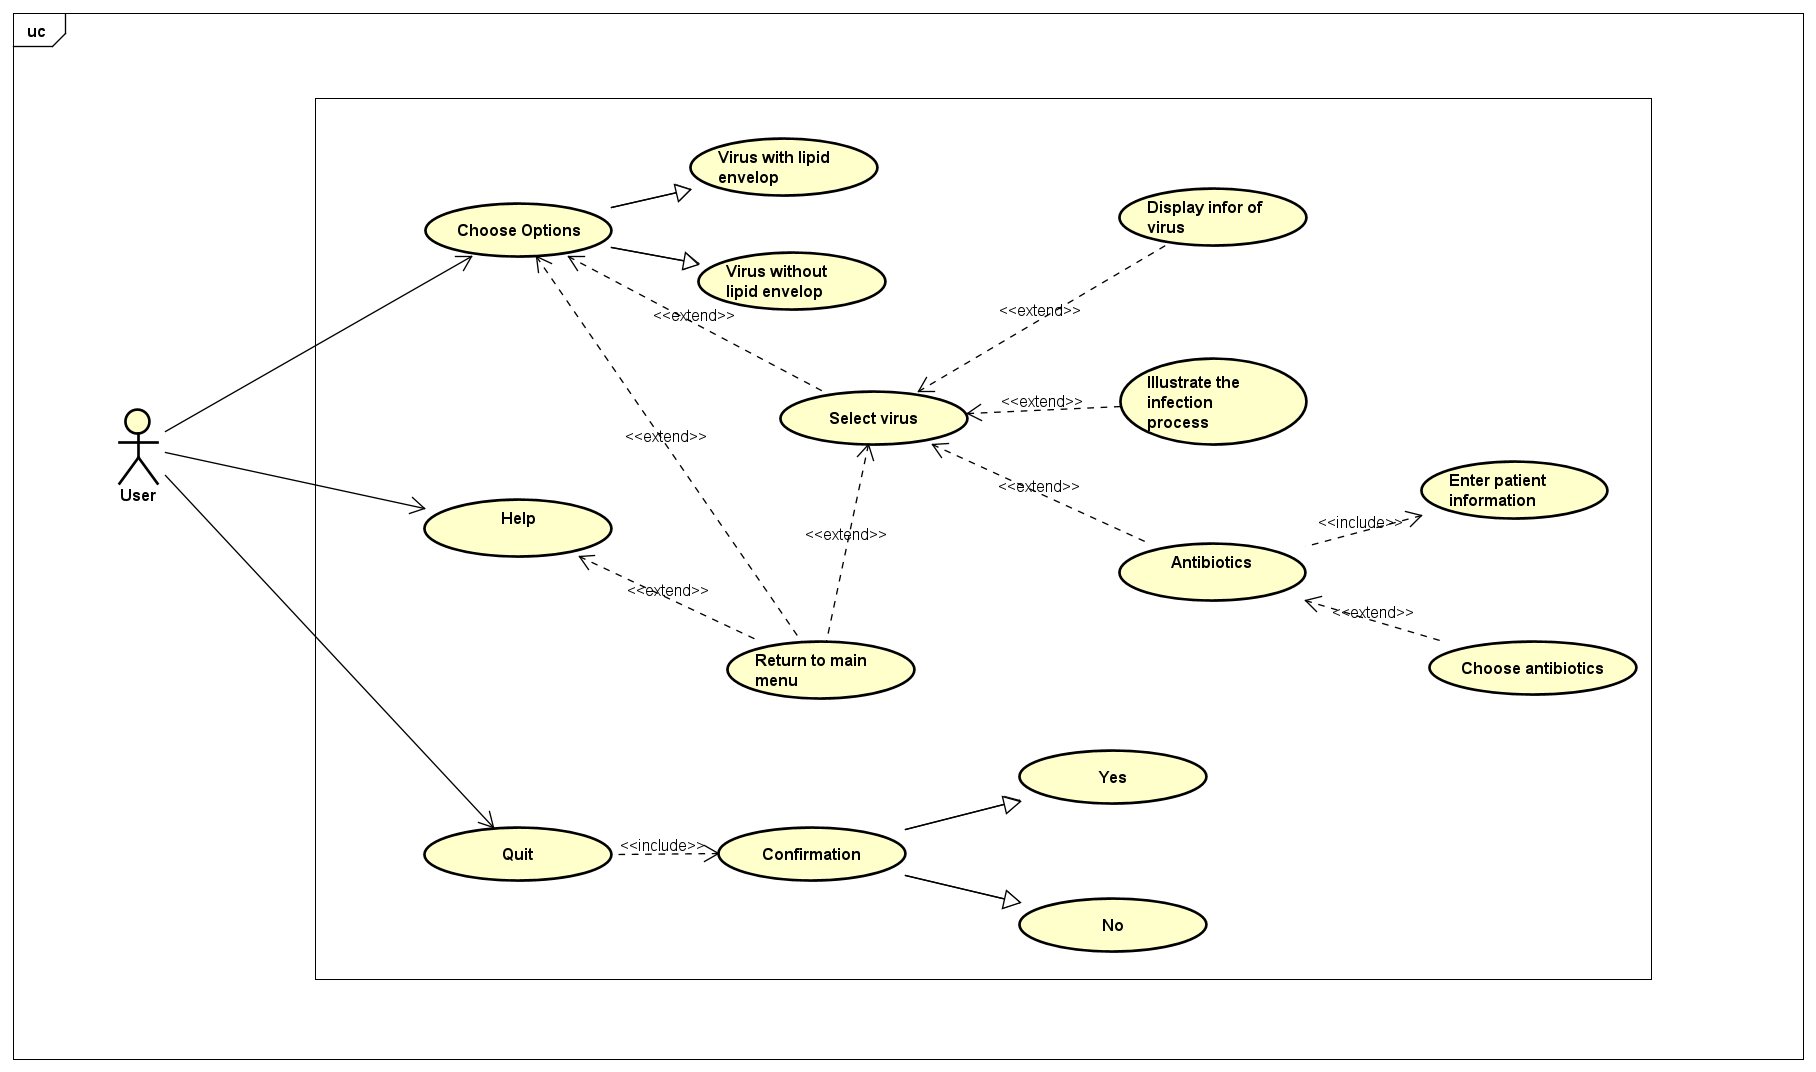 uc
Virus with lipid
envelop
Choose Options
Virus without
lipid envelop
Display infor of
virus
<<extend>>
<<extend>>
Illustrate the
infection
process
<<extend>>
Select virus
<<extend>>
<<extend>>
Enter patient
information
<<include>>
User
Help
<<extend>>
Antibiotics
<<extend>>
<<extend>>
Return to main
menu
Choose antibiotics
Yes
Quit
<<include>>
Confirmation
No